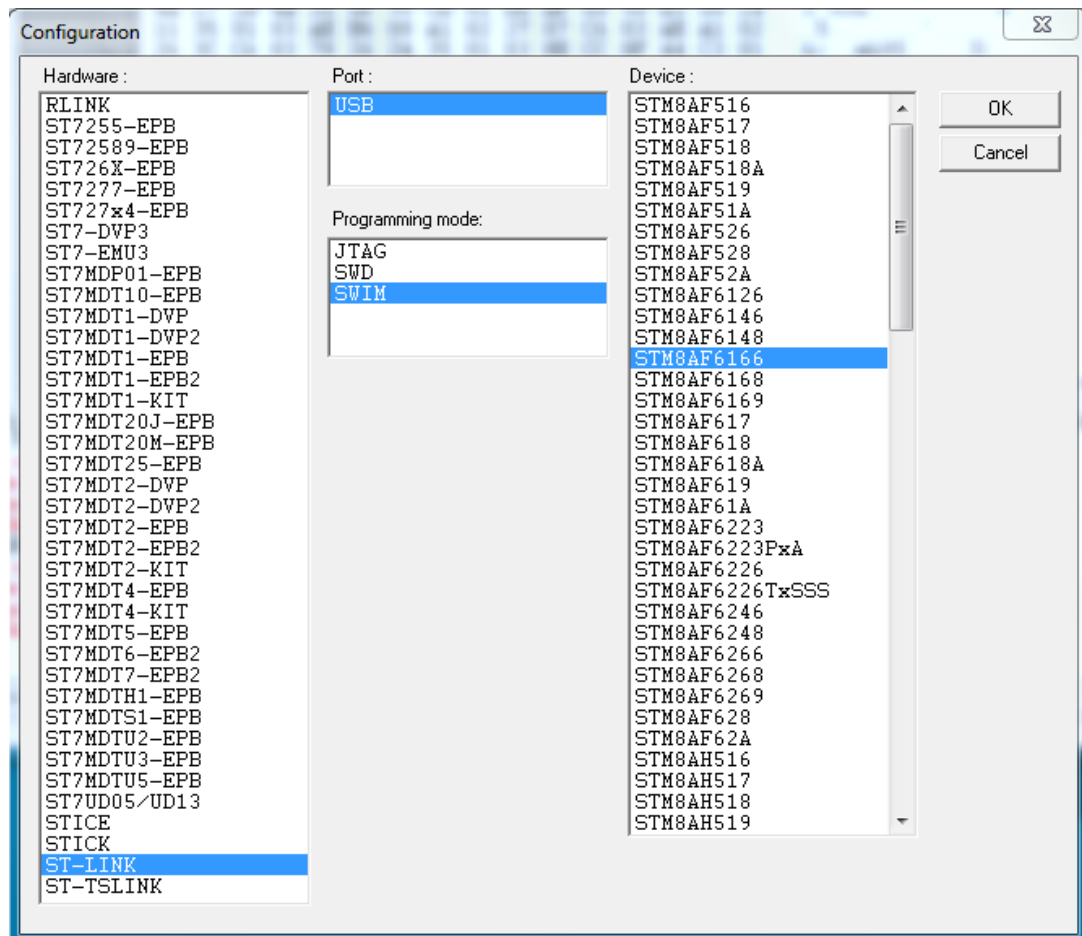 Configuration
Hardware :
RLINK
ST7255-EPB
ST72589-EPB
ST726X-EPB
ST7277-EPB
ST727x4-EPB
ST7-DVP3
ST7-EMU3
ST7MDP01-EPB
ST7MDT10-EPB
ST7MDT1-DVP
ST7MDT1-DVP2
ST7MDT1-EPB
ST7MDT1-EPB2
ST7MDT1-KIT
ST7MDT20J-EPB
ST7MDT20M-EPB
ST7MDT25-EPB
ST7MDT2-DVP
ST7MDT2-DVP2
ST7MDT2-EPB
ST7MDT2-EPB2
ST7MDT2-KIT
ST7MDT4-EPB
ST7MDT4-KIT
ST7MDT5-EPB
ST7MDT6-EPB2
ST7MDT7-EPB2
ST7MDTH1-EPB
ST7MDTS1-EPB
ST7MDTU2-EPB
ST7MDTU3-EPB
ST7MDTU5-EPB
ST7UD05/UD13
STICE
STICK
ST-LINK
ST-TSLINK
Port :
USB
Programming mode:
JTAG
SWD
SWIM
Device :
STM8AF516
STM8AF517
STM8AF518
STM8AF518A
STM8AF519
STM8AF51A
STM8AF526
STM8AF528
STM8AF52A
STM8AF6126
STM8AF6146
STM8AF6148
STM8AF6166
STM8AF6168
STM8AF6169
STM8AF617
STM8AF618
STM8AF618A
STM8AF619
STM8AF61A
STM8AF6223
STM8AF6223PxA
STM8AF6226
STM8AF6226TxSSS
STM8AF6246
STM8AF6248
STM8AF6266
STM8AF6268
STM8AF6269
STM8AF628
STM8AF62A
STM8AH516
STM8AH517
STM8AH518
STM8AH519
OK
Cancel